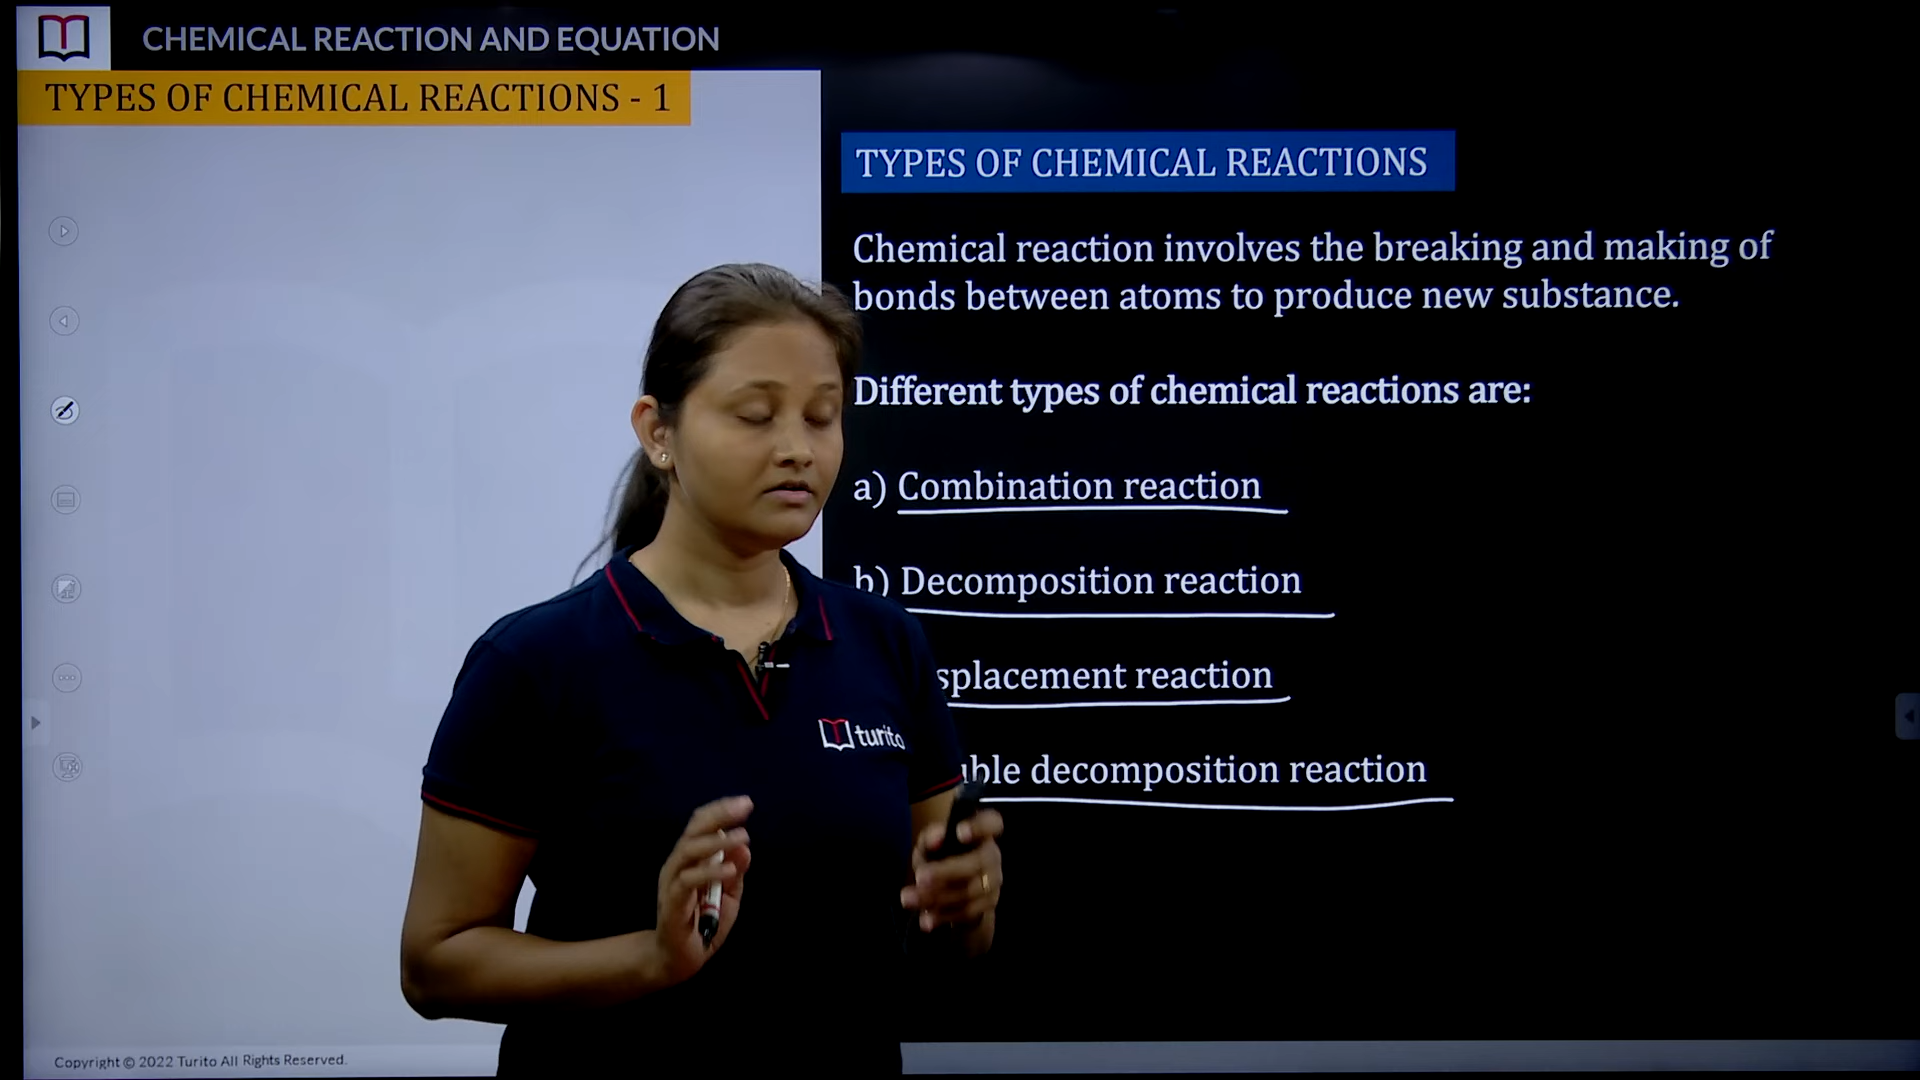 CHEMICAL REACTION AND EQUATION
TYPES OF CHEMICAL REACTIONS - 1
TYPES OF CHEMICAL REACTIONS
Chemical reaction involves the breaking and making of
bonds between atoms to produce new substance.
Different types of chemical reactions are:
a) Combination reaction
b) Decomposition reaction
splacement reaction
uble decomposition reaction
turito
Copyright © 2022 Turito All Rights Reserved.